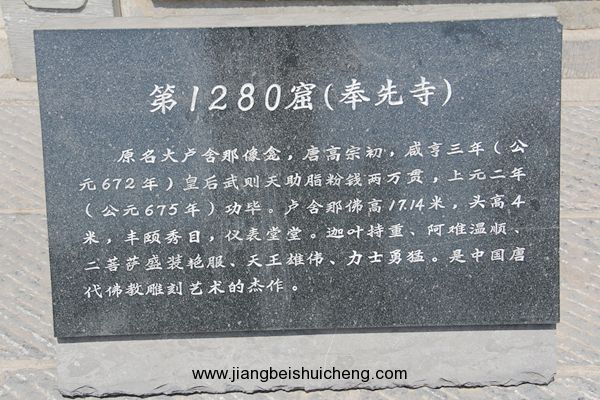 第1280窟(奉先寺)
原名大卢舍那像龛，唐高宗初，咸亨三年(公
元672年)皇后武则天助脂粉钱两万贯，上元二年
(公元675年)功毕。卢舍那佛高17.14米，头高4
米，丰颐秀目，仪表堂堂。迦叶持重、阿难温顺、
二菩萨盛装艳服、天王雄伟、力士勇猛。是中国唐
代佛教雕刻艺术的杰作。
www.jiangbeishuicheng.com